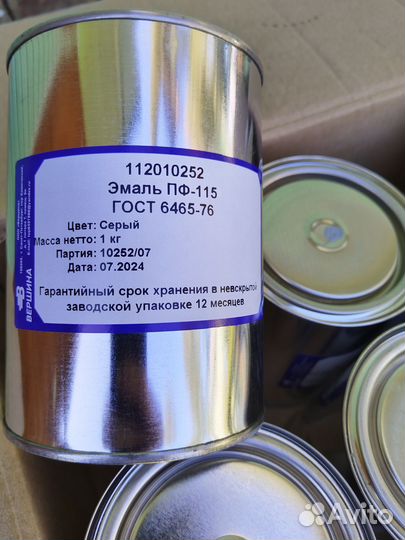 112010252
Эмаль ПФ-115
ГОСТ 6465-76
Цвет: Серый
Масса нетто: 1 кг
Партия: 10252/07
Дата: 07.2024
Гарантийный срок хранения в невскрытой
заводской упаковке 12 месяцев
ВЕРШИНА
Avito